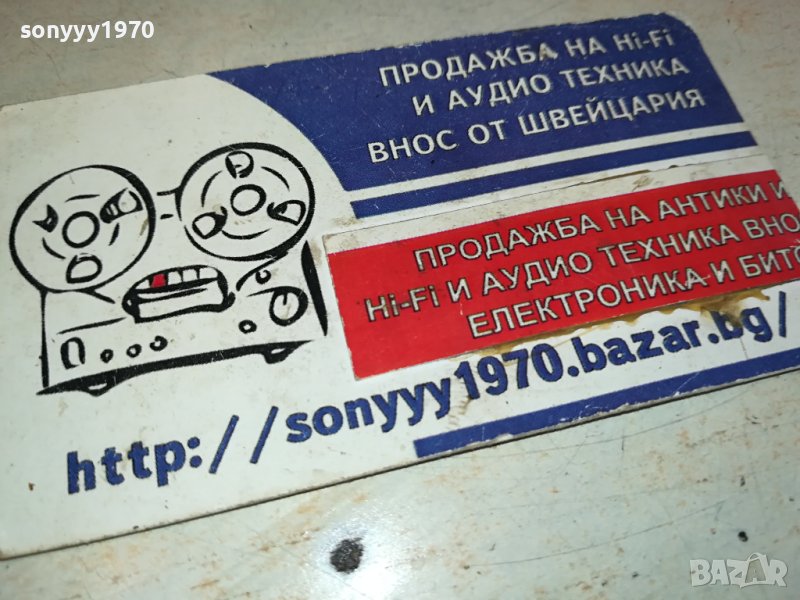 sonyyy1970
ПРОДАЖБА НА Hi-Fi
И АУДИО ТЕХНИКА
ВНОС ОТ ШВЕЙЦАРИЯ
ПРОДАЖБА НА АНТИКИ И
Hi-Fi И АУДИО ТЕХНИКА ВНО
ЕЛЕКТРОНИКА И БИТО
http://sonyyy1970.bazar.bg/
BAZAR